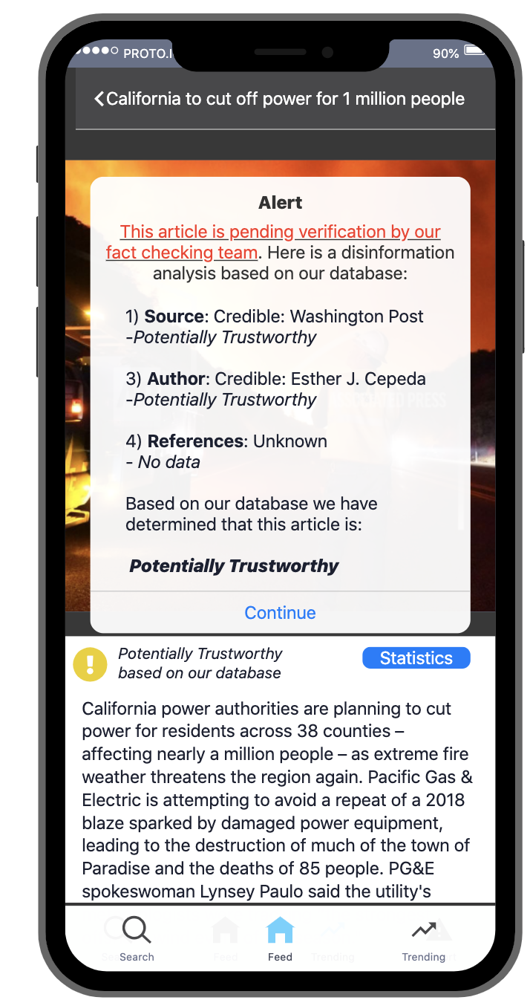 PROTO.I
90%
California to cut off power for 1 million people
Alert
This article is pending verification by our
fact checking team. Here is a disinformation
analysis based on our database:
1) Source: Credible: Washington Post
-Potentially Trustworthy
3) Author: Credible: Esther J. Cepeda
-Potentially Trustworthy
4) References: Unknown
- No data
Based on our database we have
determined that this article is:
Potentially Trustworthy
Continue
Potentially Trustworthy
based on our database
Statistics
California power authorities are planning to cut
power for residents across 38 counties –
affecting nearly a million people – as extreme fire
weather threatens the region again. Pacific Gas &
Electric is attempting to avoid a repeat of a 2018
blaze sparked by damaged power equipment,
leading to the destruction of much of the town of
Paradise and the deaths of 85 people. PG&E
spokeswoman Lynsey Paulo said the utility's
Search
Feed
Feed
Trending
Trending